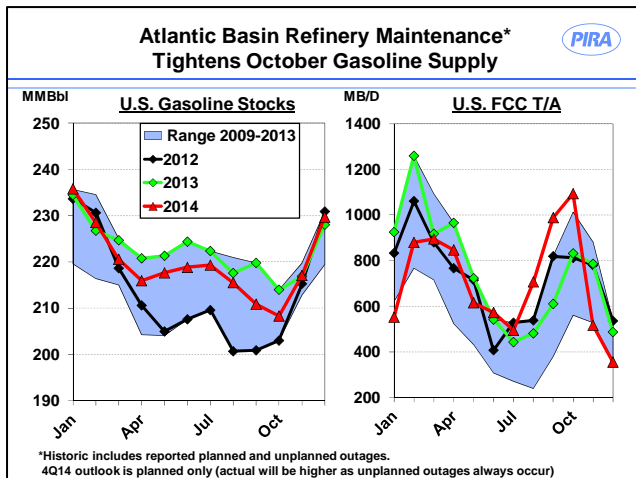 Atlantic Basin Refinery Maintenance*
Tightens October Gasoline Supply
PIRA
MMBbl
U.S. Gasoline Stocks
250
240
230
220
210
200
190
Range 2009-2013
2012
2013
2014
Jan
Apr
Jul
Oct
MB/D
U.S. FCC T/A
1400
1200
1000
800
600
400
200
Jan
Apr
Jul
Oct
*Historic includes reported planned and unplanned outages.
4Q14 outlook is planned only (actual will be higher as unplanned outages always occur)